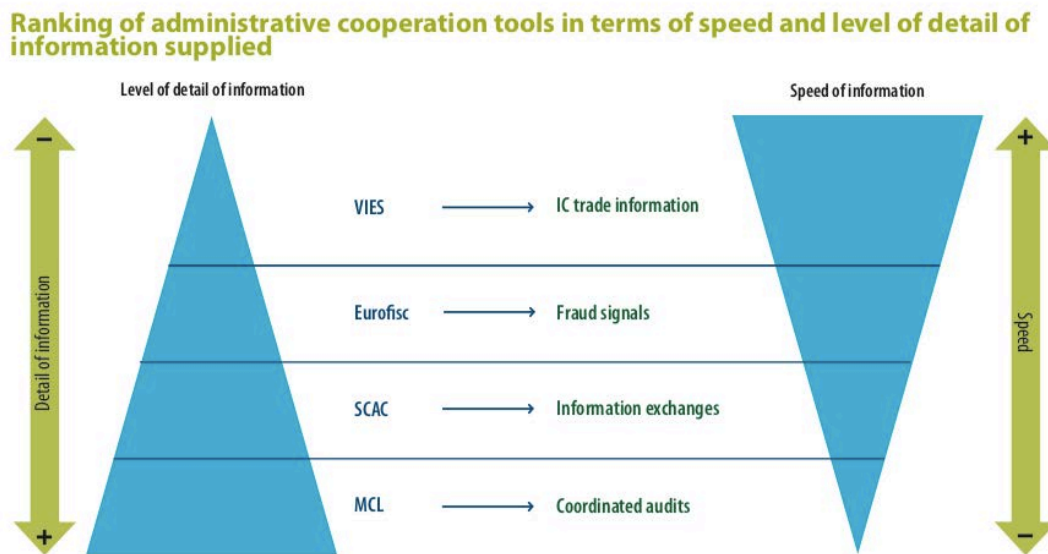 Ranking of administrative cooperation tools in terms of speed and level of detail of
information supplied
Level of detail of information
Speed of information
−
+
VIES
IC trade information
Eurofisc
Fraud signals
Detail of information
Speed
SCAC
Information exchanges
MCL
Coordinated audits
+
−